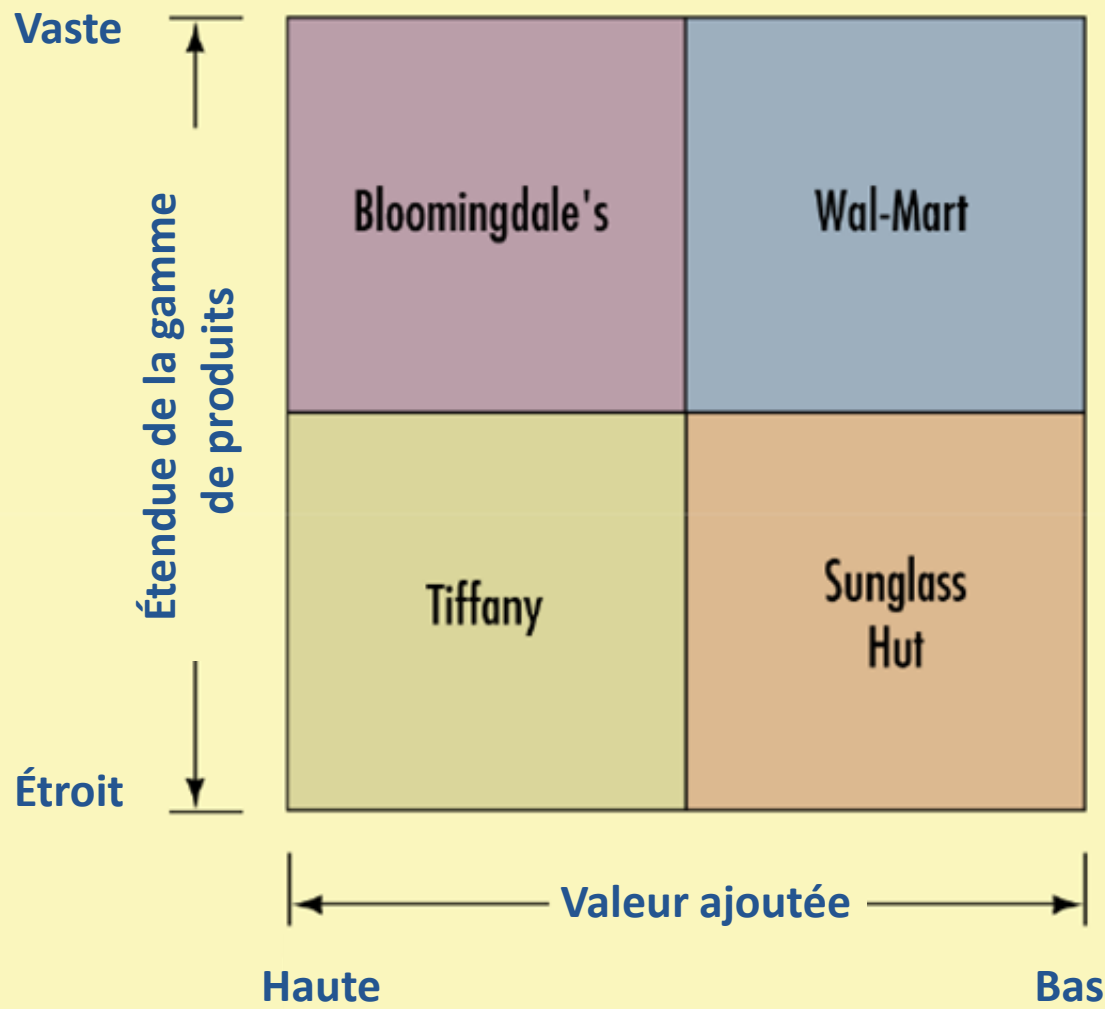 Vaste
Bloomingdale's
Wal-Mart
Étendue de la gamme
de produits
Tiffany
Sunglass
Hut
Étroit
Valeur ajoutée
Haute
Bas